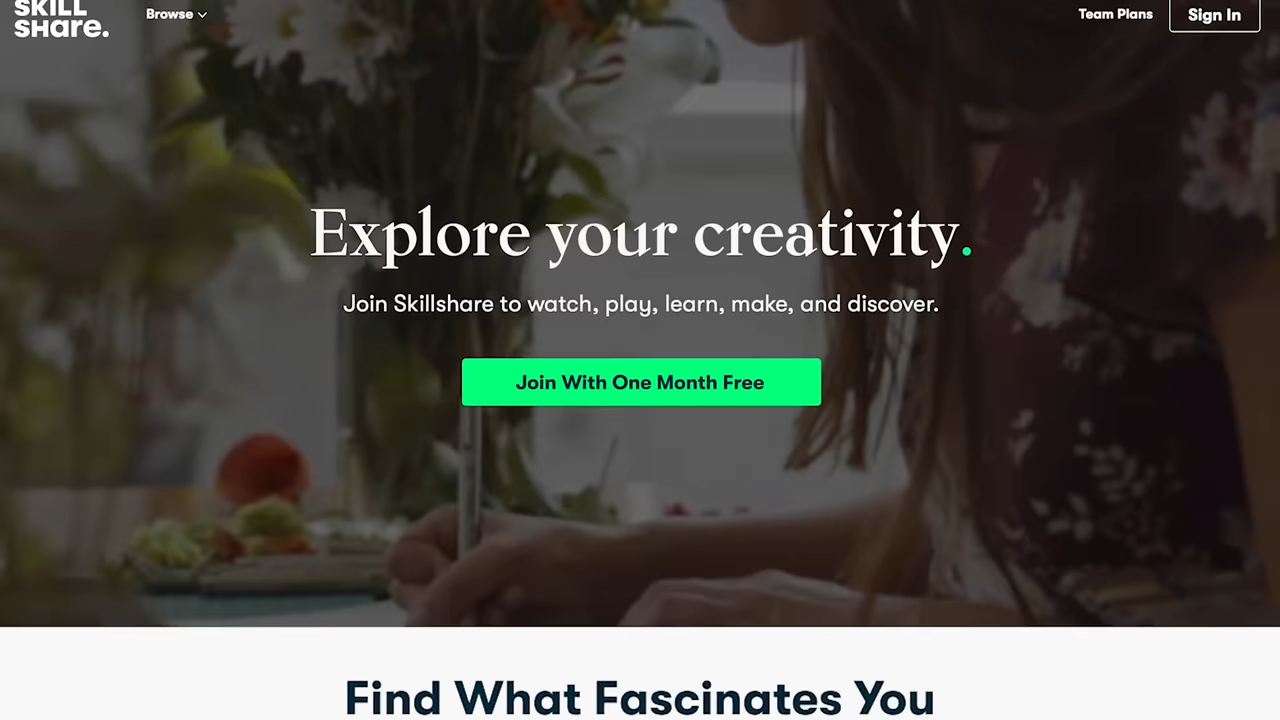 SKILL
SHare.
Browse
Team Plans
Sign In
Explore your creativity.
Join Skillshare to watch, play, learn, make, and discover.
Join With One Month Free
Find What Fascinates You